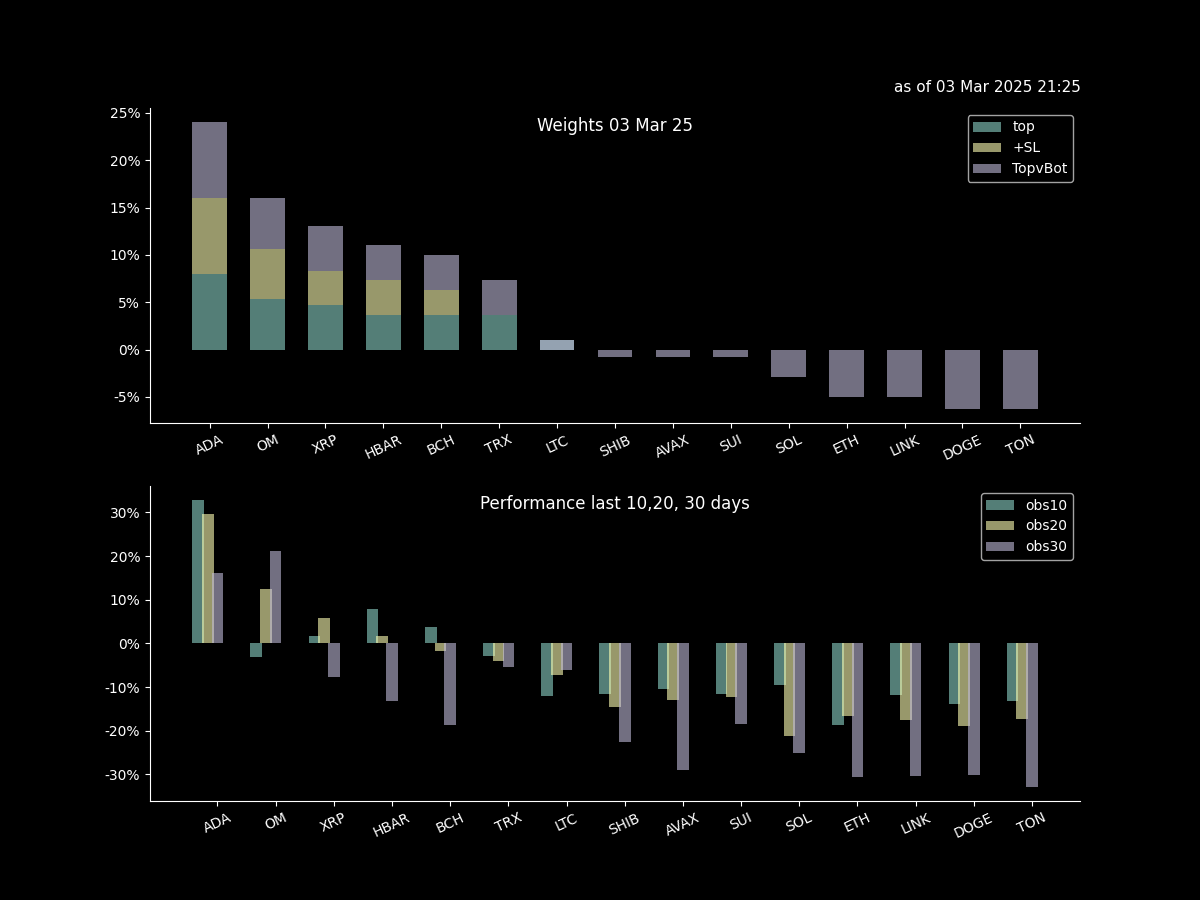 as of 03 Mar 2025 21:25
Weights 03 Mar 25
top
+SL
TopvBot
25%
20%
15%
10%
5%
0%
-5%
ADA OM XRP HBAR BCH TRX LTC SHIB AVAX SUI SOL ETH LINK DOGE TON
Performance last 10,20, 30 days
obs10
obs20
obs30
30%
20%
10%
0%
-10%
-20%
-30%
ADA OM XRP HBAR BCH TRX LTC SHIB AVAX SUI SOL ETH LINK DOGE TON